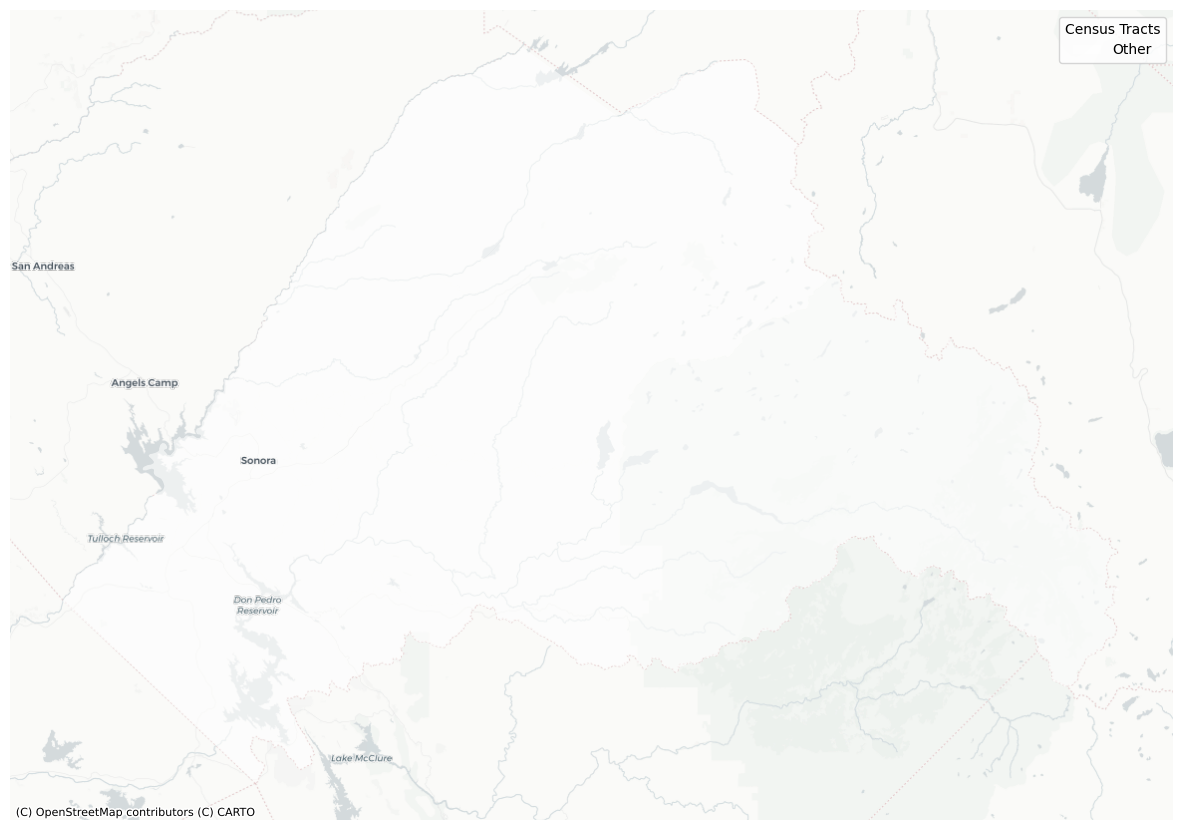 Census Tracts
Other
San Andreas
Angels Camp
Sonora
Tulloch Reservoir
Don Pedro
Reservoir
Lake McClure
(C) OpenStreetMap contributors (C) CARTO